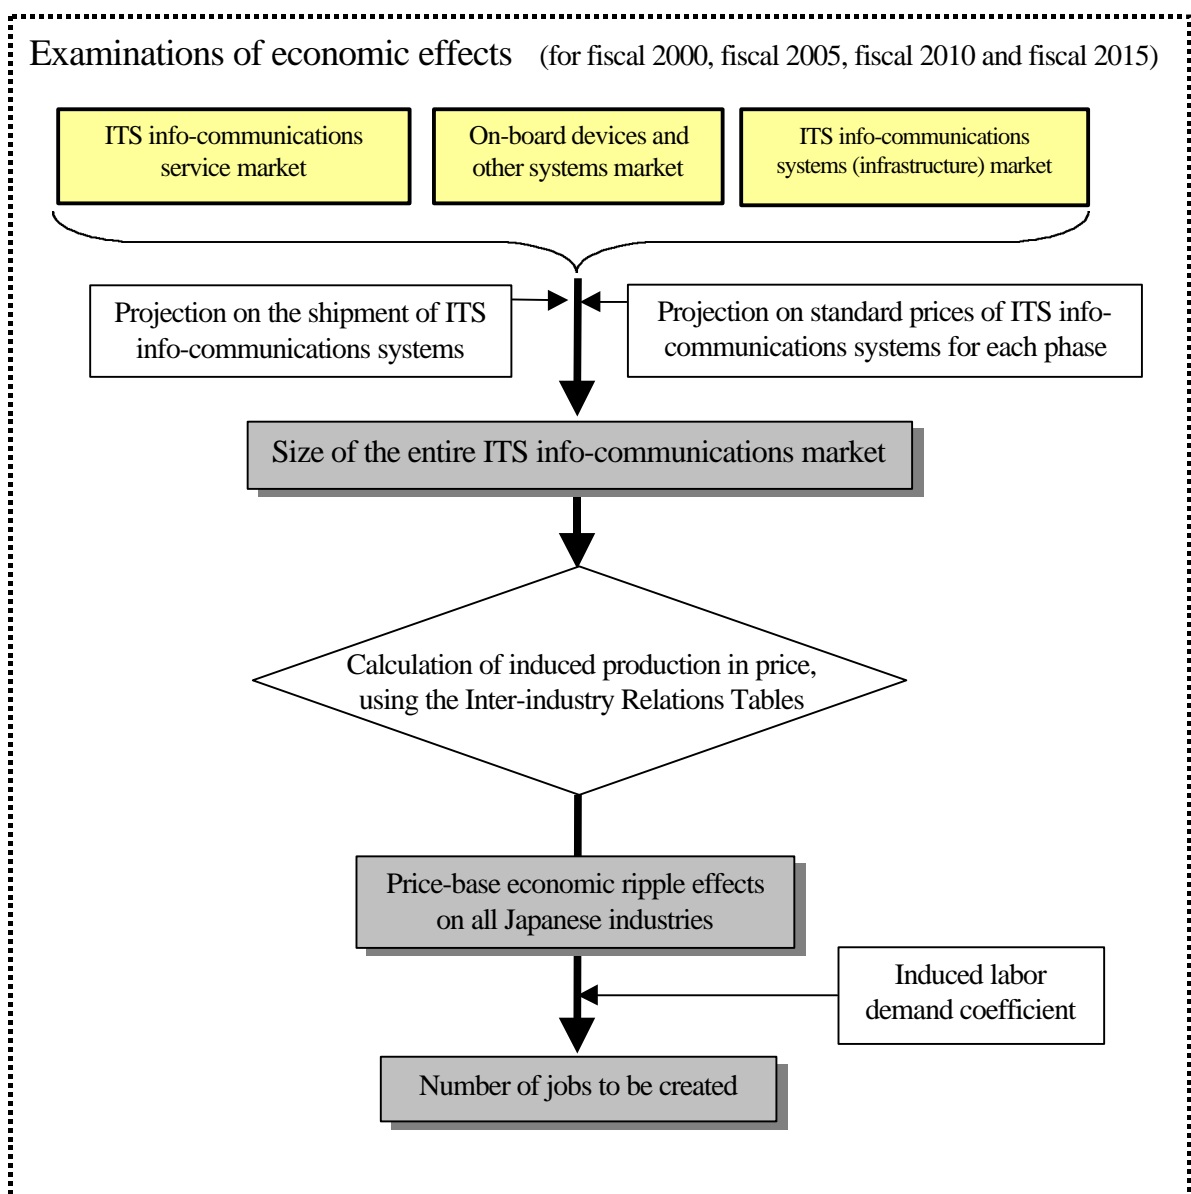 Examinations of economic effects (for fiscal 2000, fiscal 2005, fiscal 2010 and fiscal 2015)
ITS info-communications
service market
On-board devices and
other systems market
ITS info-communications
systems (infrastructure) market
Projection on the shipment of ITS
info-communications systems
Projection on standard prices of ITS info-
communications systems for each phase
Size of the entire ITS info-communications market
Calculation of induced production in price,
using the Inter-industry Relations Tables
Price-base economic ripple effects
on all Japanese industries
Induced labor
demand coefficient
Number of jobs to be created